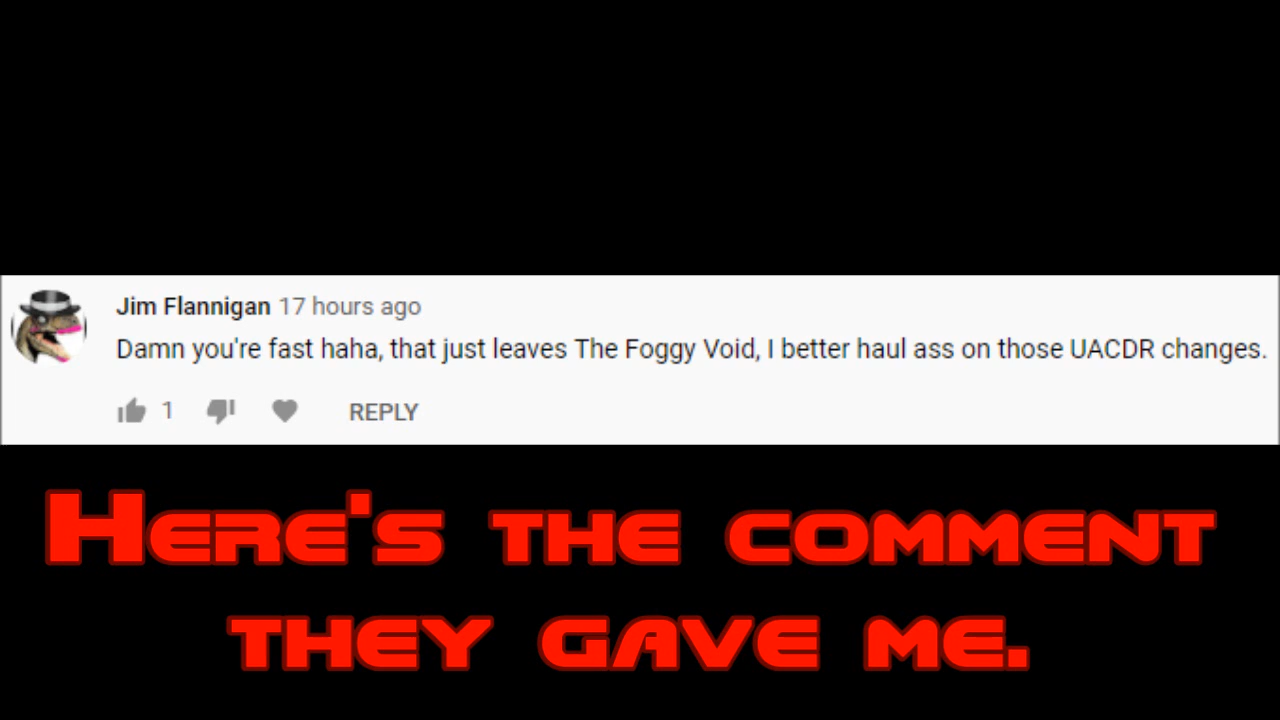 Jim Flannigan 17 hours ago
Damn you're fast haha, that just leaves The Foggy Void, I better haul ass on those UACDR changes.
1 REPLY
Here's the comment
they gave me.